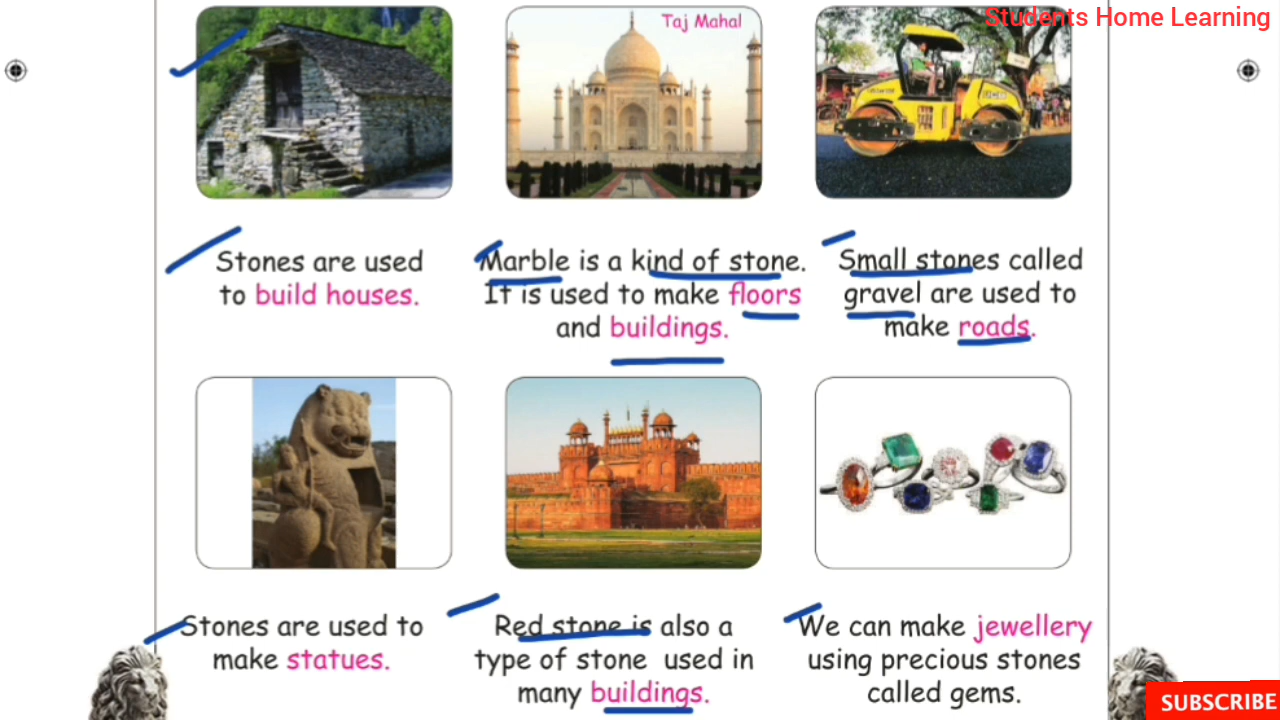 Students Home Learning
Taj Mahal
Stones are used
to build houses.
Marble is a kind of stone.
It is used to make floors
and buildings.
Small stones called
gravel are used to
make roads.
Stones are used to
make statues.
Red stone is also a
type of stone used in
many buildings.
We can make jewellery
using precious stones
called gems.
SUBSCRIBE